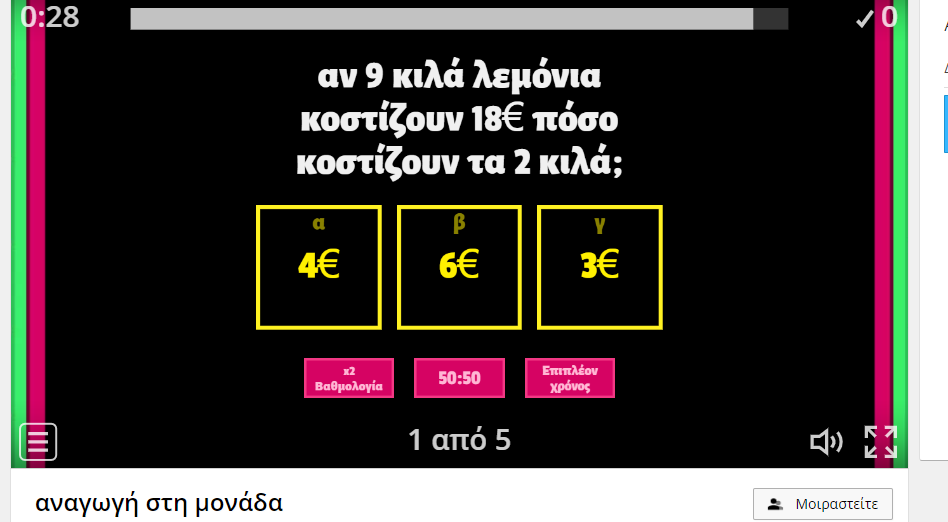 0:28
0
αν 9 κιλά λεμόνια
κοστίζουν 18€ πόσο
κοστίζουν τα 2 κιλά;
α
β
γ
4€
6€
3€
x2
Βαθμολογία
50:50
Επιπλέον
χρόνος
1 από 5
αναγωγή στη μονάδα
Μοιραστείτε